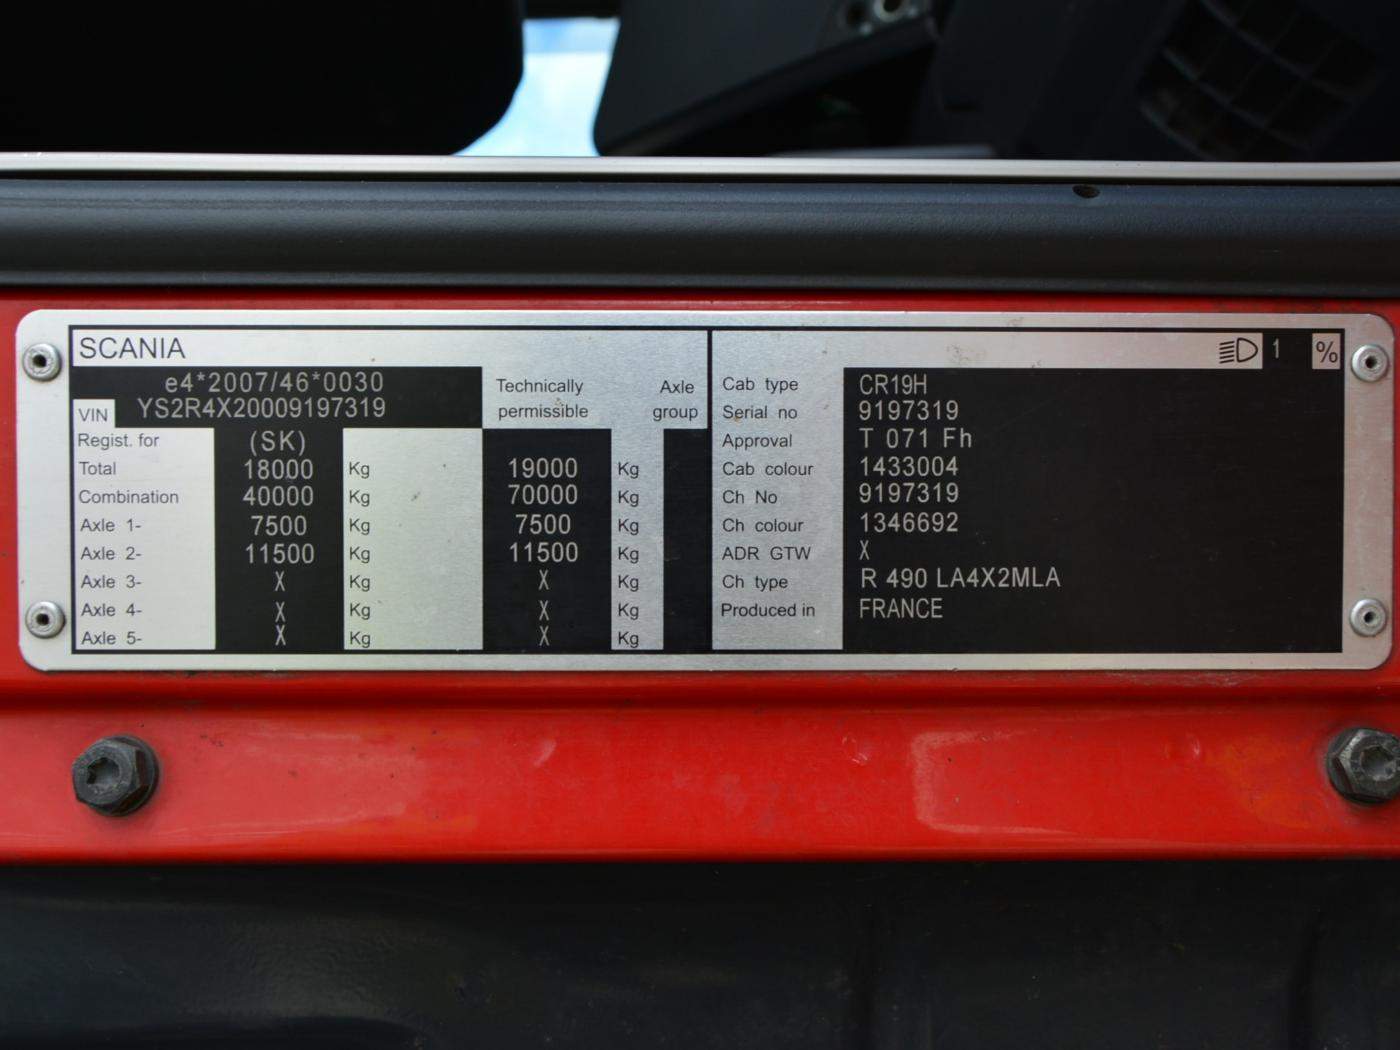 SCANIA 1 %
e4*2007/46*0030
VIN YS2R4X20009197319
Technically permissible Axle group
Regist. for (SK)
Total 18000 Kg 19000 Kg
Combination 40000 Kg 70000 Kg
Axle 1- 7500 Kg 7500 Kg
Axle 2- 11500 Kg 11500 Kg
Axle 3- X Kg X Kg
Axle 4- X Kg X Kg
Axle 5- X Kg X Kg
Cab type CR19H
Serial no 9197319
Approval T 071 Fh
Cab colour 1433004
Ch No 9197319
Ch colour 1346692
ADR GTW X
Ch type R 490 LA4X2MLA
Produced in FRANCE